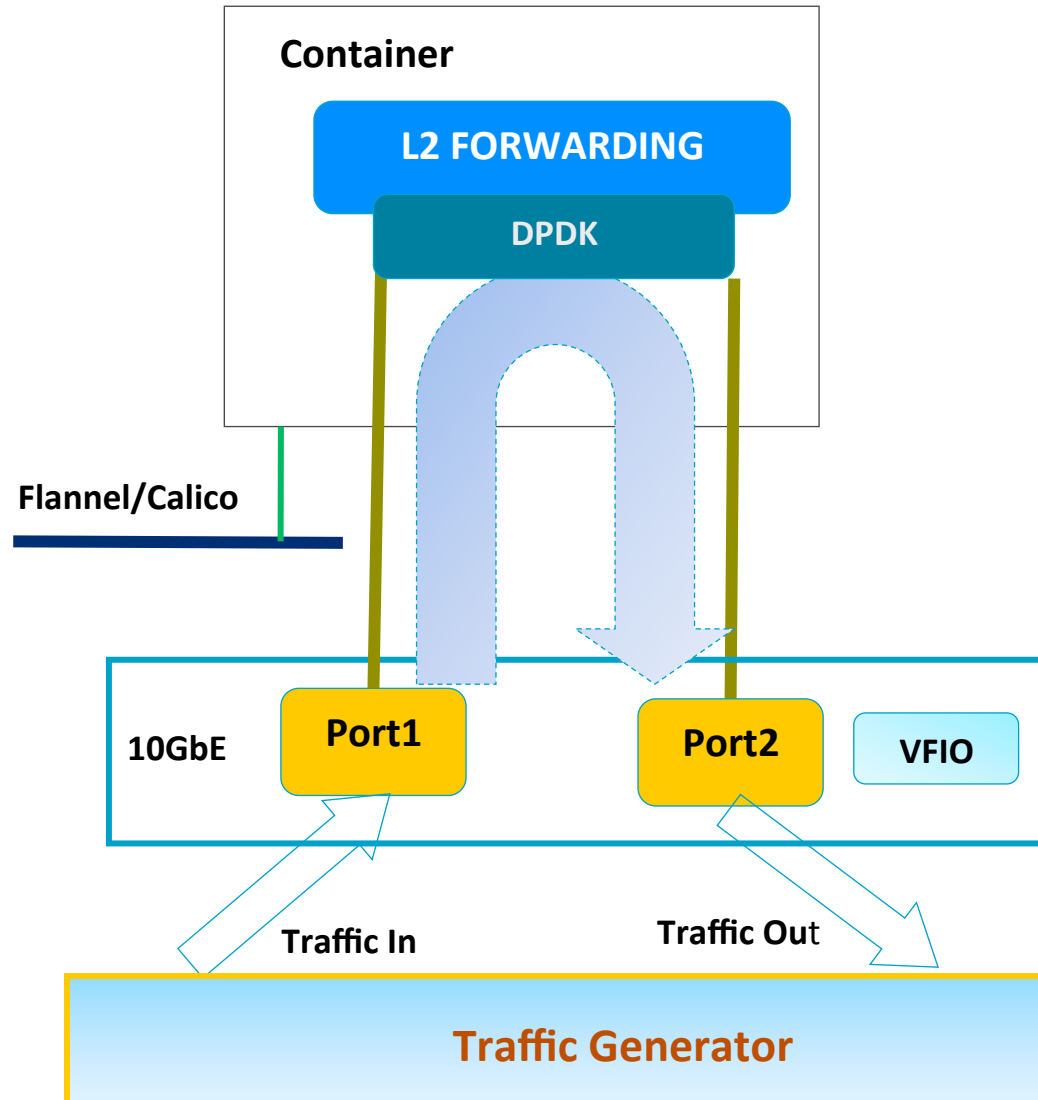 Container
L2 FORWARDING
DPDK
Flannel/Calico
10GbE
Port1
Port2
VFIO
Traffic In
Traffic Out
Traffic Generator